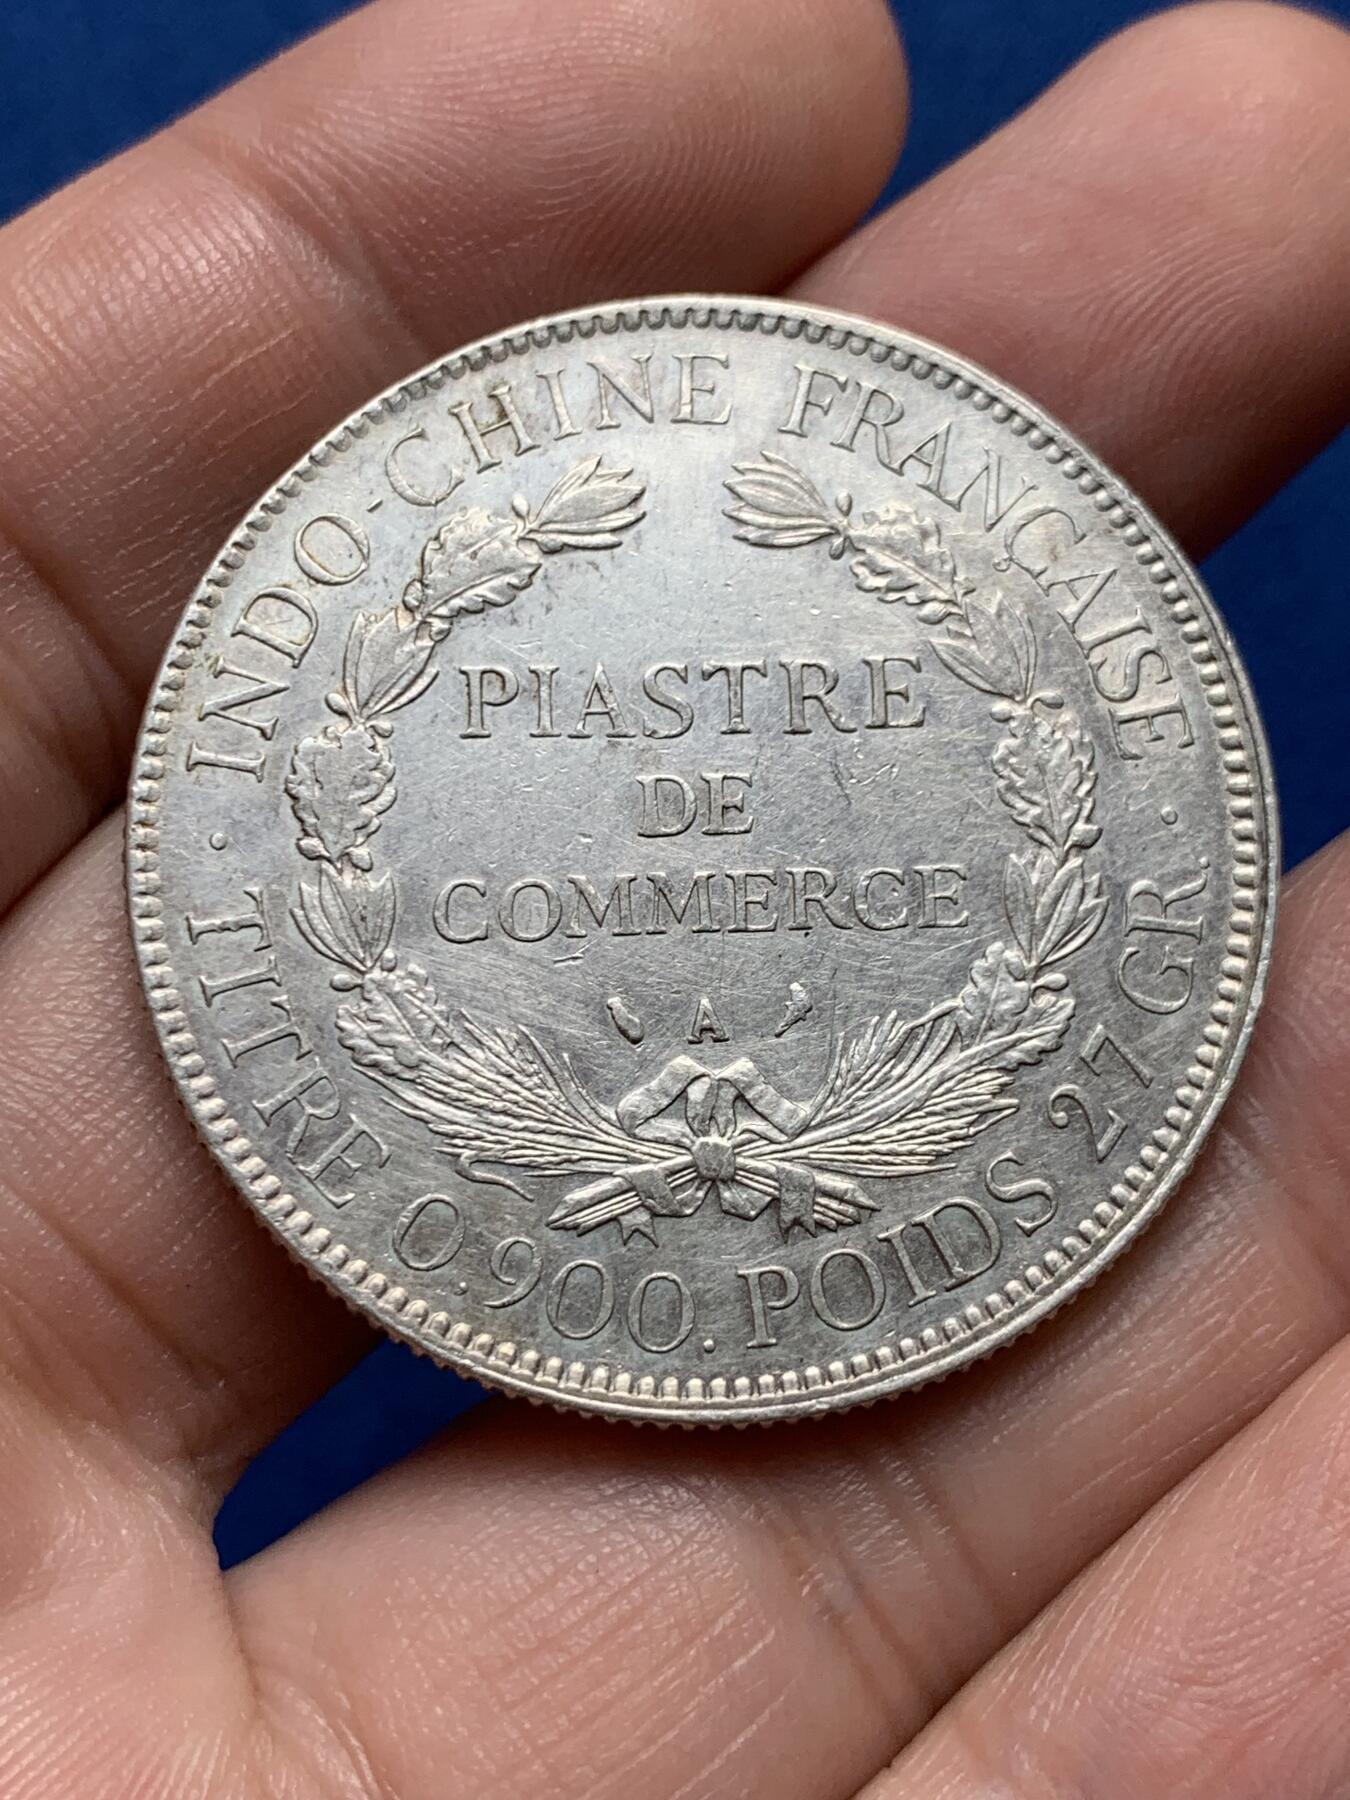 INDO-CHINE FRANÇAISE
PIASTRE
DE
COMMERCE
A
TITRE 0,900. POIDS 27 GR.